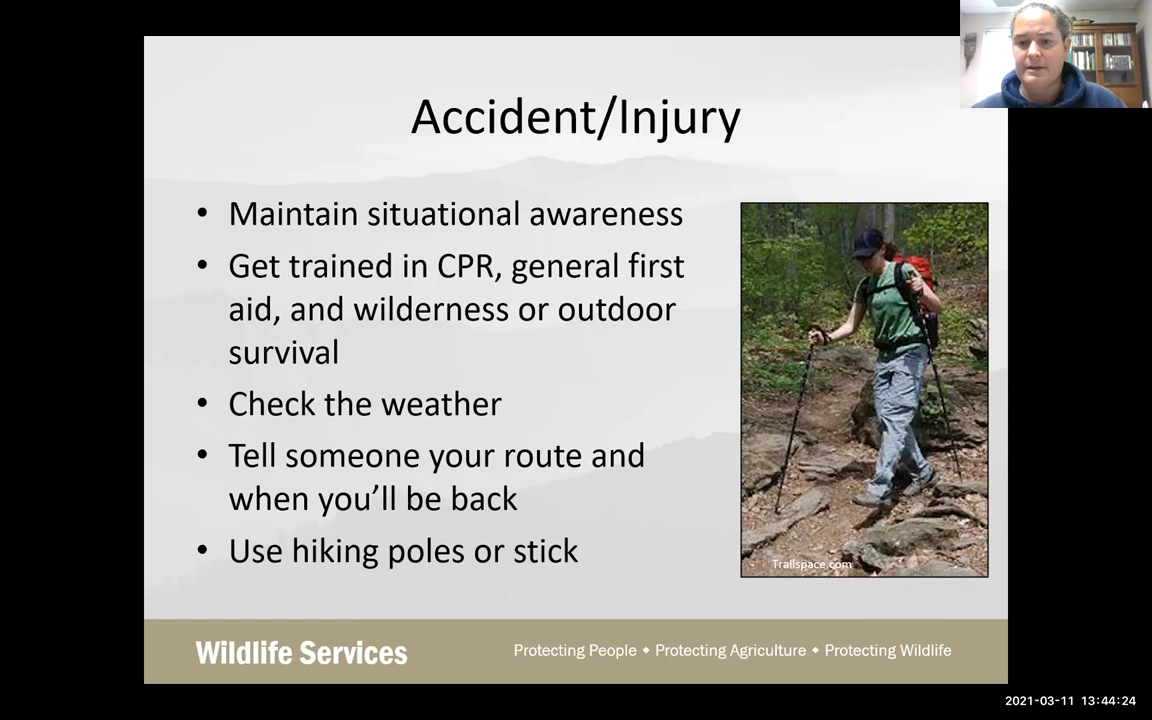 Accident/Injury
• Maintain situational awareness
• Get trained in CPR, general first
aid, and wilderness or outdoor
survival
• Check the weather
• Tell someone your route and
when you’ll be back
• Use hiking poles or stick
Trailspace.com
Wildlife Services
Protecting People ◆ Protecting Agriculture ◆ Protecting Wildlife
2021-03-11 13:44:24